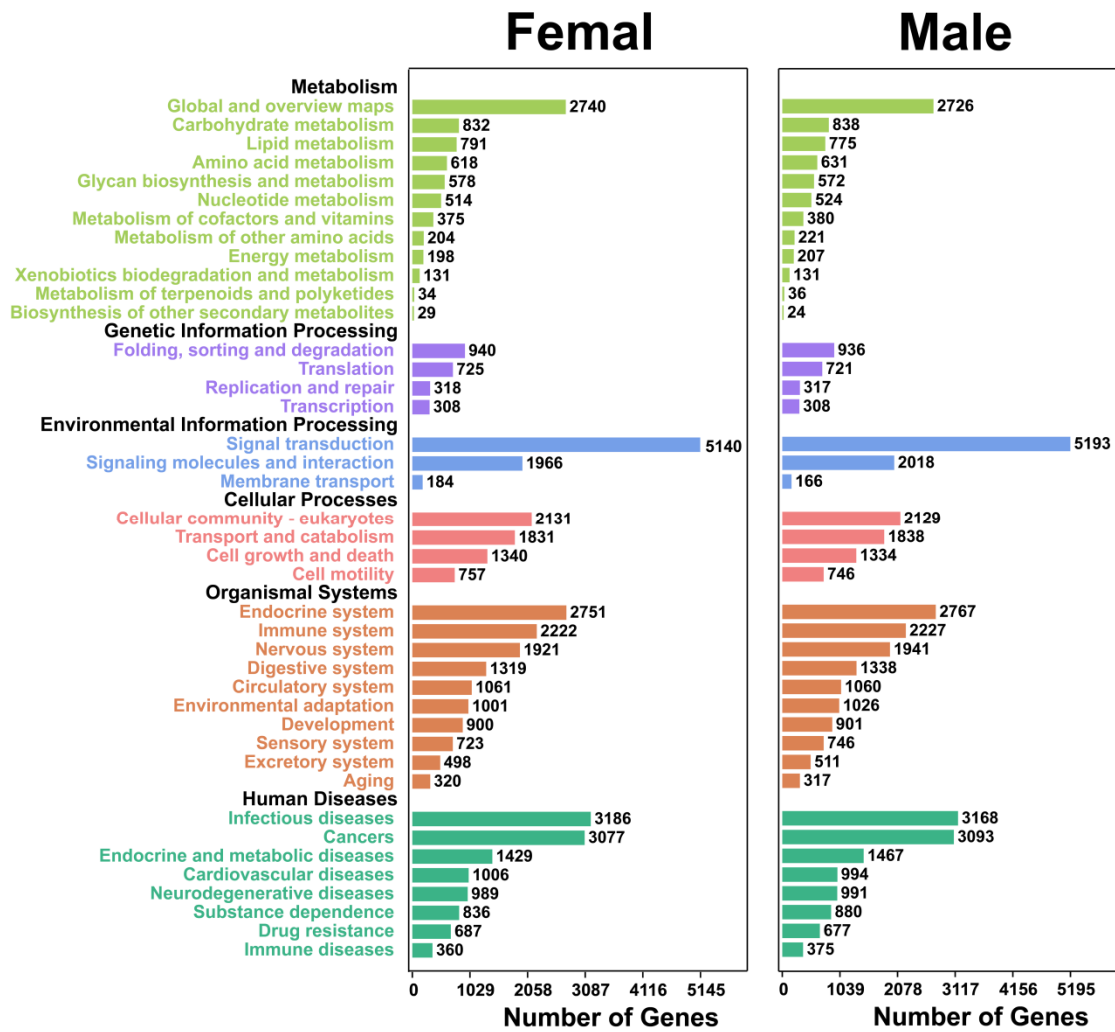 Femal Male
Metabolism
Global and overview maps 2740 2726
Carbohydrate metabolism 832 838
Lipid metabolism 791 775
Amino acid metabolism 618 631
Glycan biosynthesis and metabolism 578 572
Nucleotide metabolism 514 524
Metabolism of cofactors and vitamins 375 380
Metabolism of other amino acids 204 221
Energy metabolism 198 207
Xenobiotics biodegradation and metabolism 131 131
Metabolism of terpenoids and polyketides 34 36
Biosynthesis of other secondary metabolites 29 24
Genetic Information Processing
Folding, sorting and degradation 940 936
Translation 725 721
Replication and repair 318 317
Transcription 308 308
Environmental Information Processing
Signal transduction 5140 5193
Signaling molecules and interaction 1966 2018
Membrane transport 184 166
Cellular Processes
Cellular community - eukaryotes 2131 2129
Transport and catabolism 1831 1838
Cell growth and death 1340 1334
Cell motility 757 746
Organismal Systems
Endocrine system 2751 2767
Immune system 2222 2227
Nervous system 1921 1941
Digestive system 1319 1338
Circulatory system 1061 1060
Environmental adaptation 1001 1026
Development 900 901
Sensory system 723 746
Excretory system 498 511
Aging 320 317
Human Diseases
Infectious diseases 3186 3168
Cancers 3077 3093
Endocrine and metabolic diseases 1429 1467
Cardiovascular diseases 1006 994
Neurodegenerative diseases 989 991
Substance dependence 836 880
Drug resistance 687 677
Immune diseases 360 375
0 1029 2058 3087 4116 5145 0 1039 2078 3117 4156 5195
Number of Genes Number of Genes